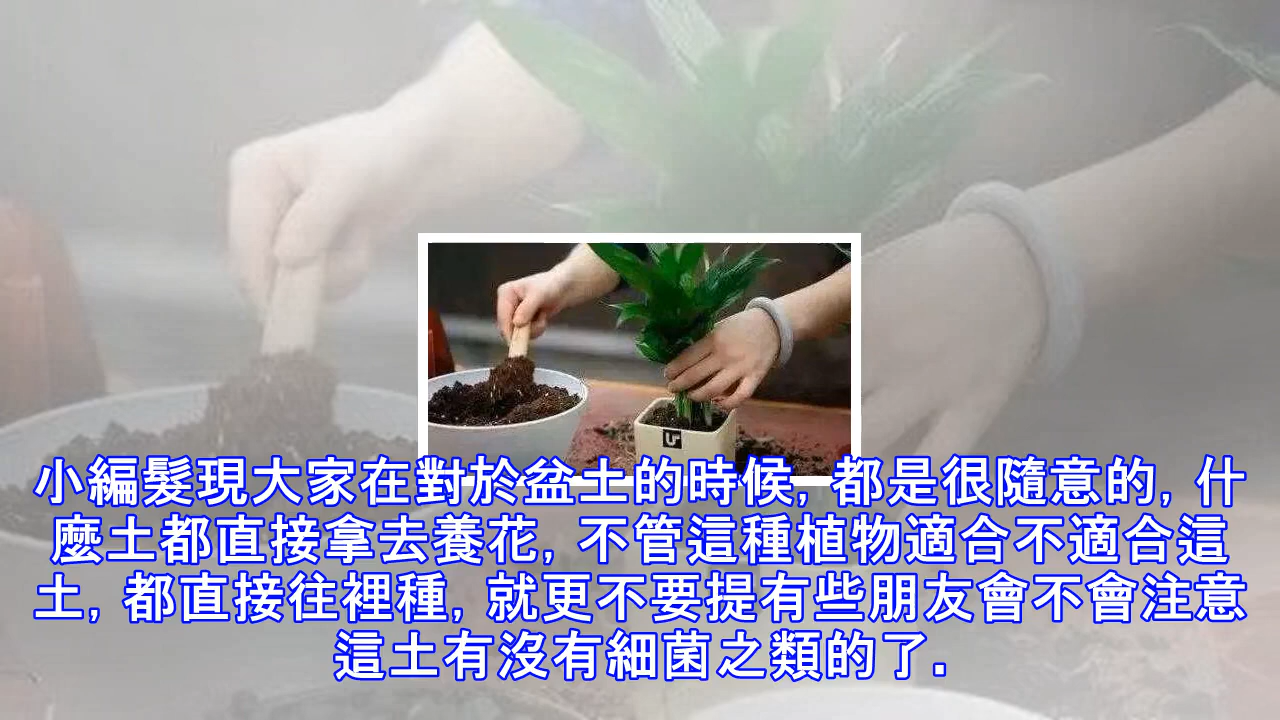 小編髮現大家在對於盆土的時候, 都是很隨意的, 什
麼土都直接拿去養花, 不管這種植物適合不適合這
土, 都直接往裡種, 就更不要提有些朋友會不會注意
這土有沒有細菌之類的了.